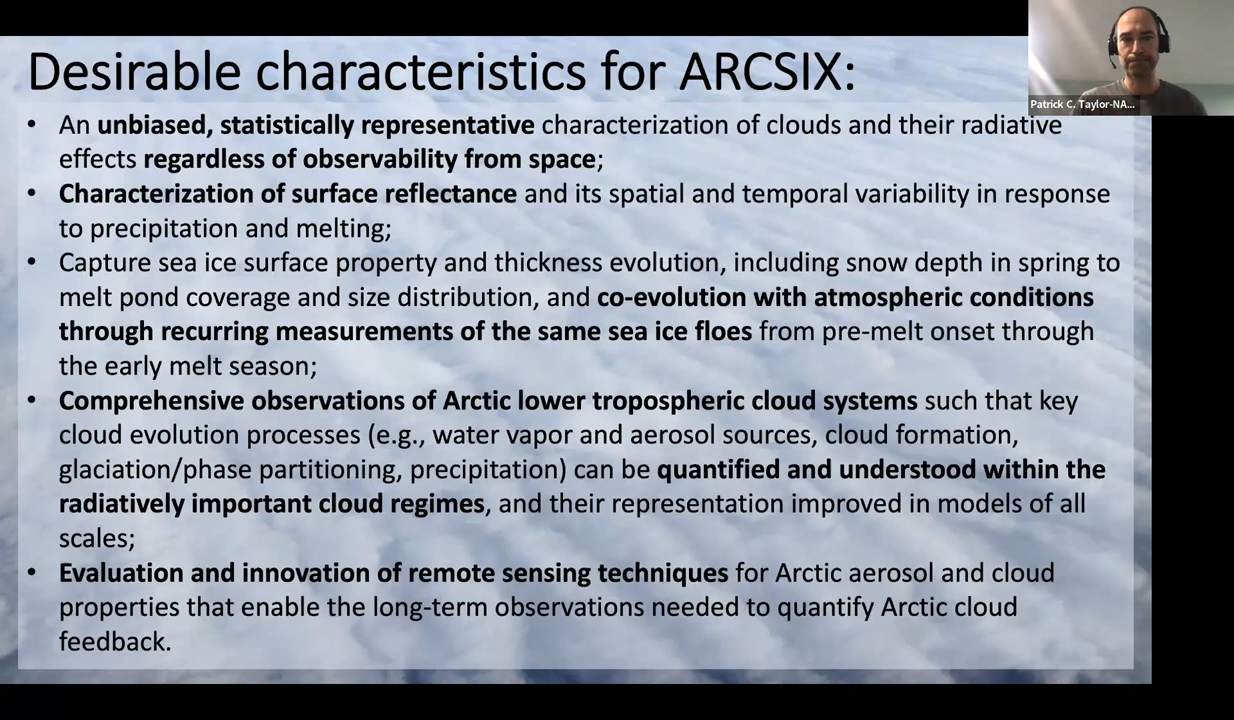 Desirable characteristics for ARCSIX:
Patrick C. Taylor-NA...
• An unbiased, statistically representative characterization of clouds and their radiative
effects regardless of observability from space;
• Characterization of surface reflectance and its spatial and temporal variability in response
to precipitation and melting;
• Capture sea ice surface property and thickness evolution, including snow depth in spring to
melt pond coverage and size distribution, and co-evolution with atmospheric conditions
through recurring measurements of the same sea ice floes from pre-melt onset through
the early melt season;
• Comprehensive observations of Arctic lower tropospheric cloud systems such that key
cloud evolution processes (e.g., water vapor and aerosol sources, cloud formation,
glaciation/phase partitioning, precipitation) can be quantified and understood within the
radiatively important cloud regimes, and their representation improved in models of all
scales;
• Evaluation and innovation of remote sensing techniques for Arctic aerosol and cloud
properties that enable the long-term observations needed to quantify Arctic cloud
feedback.